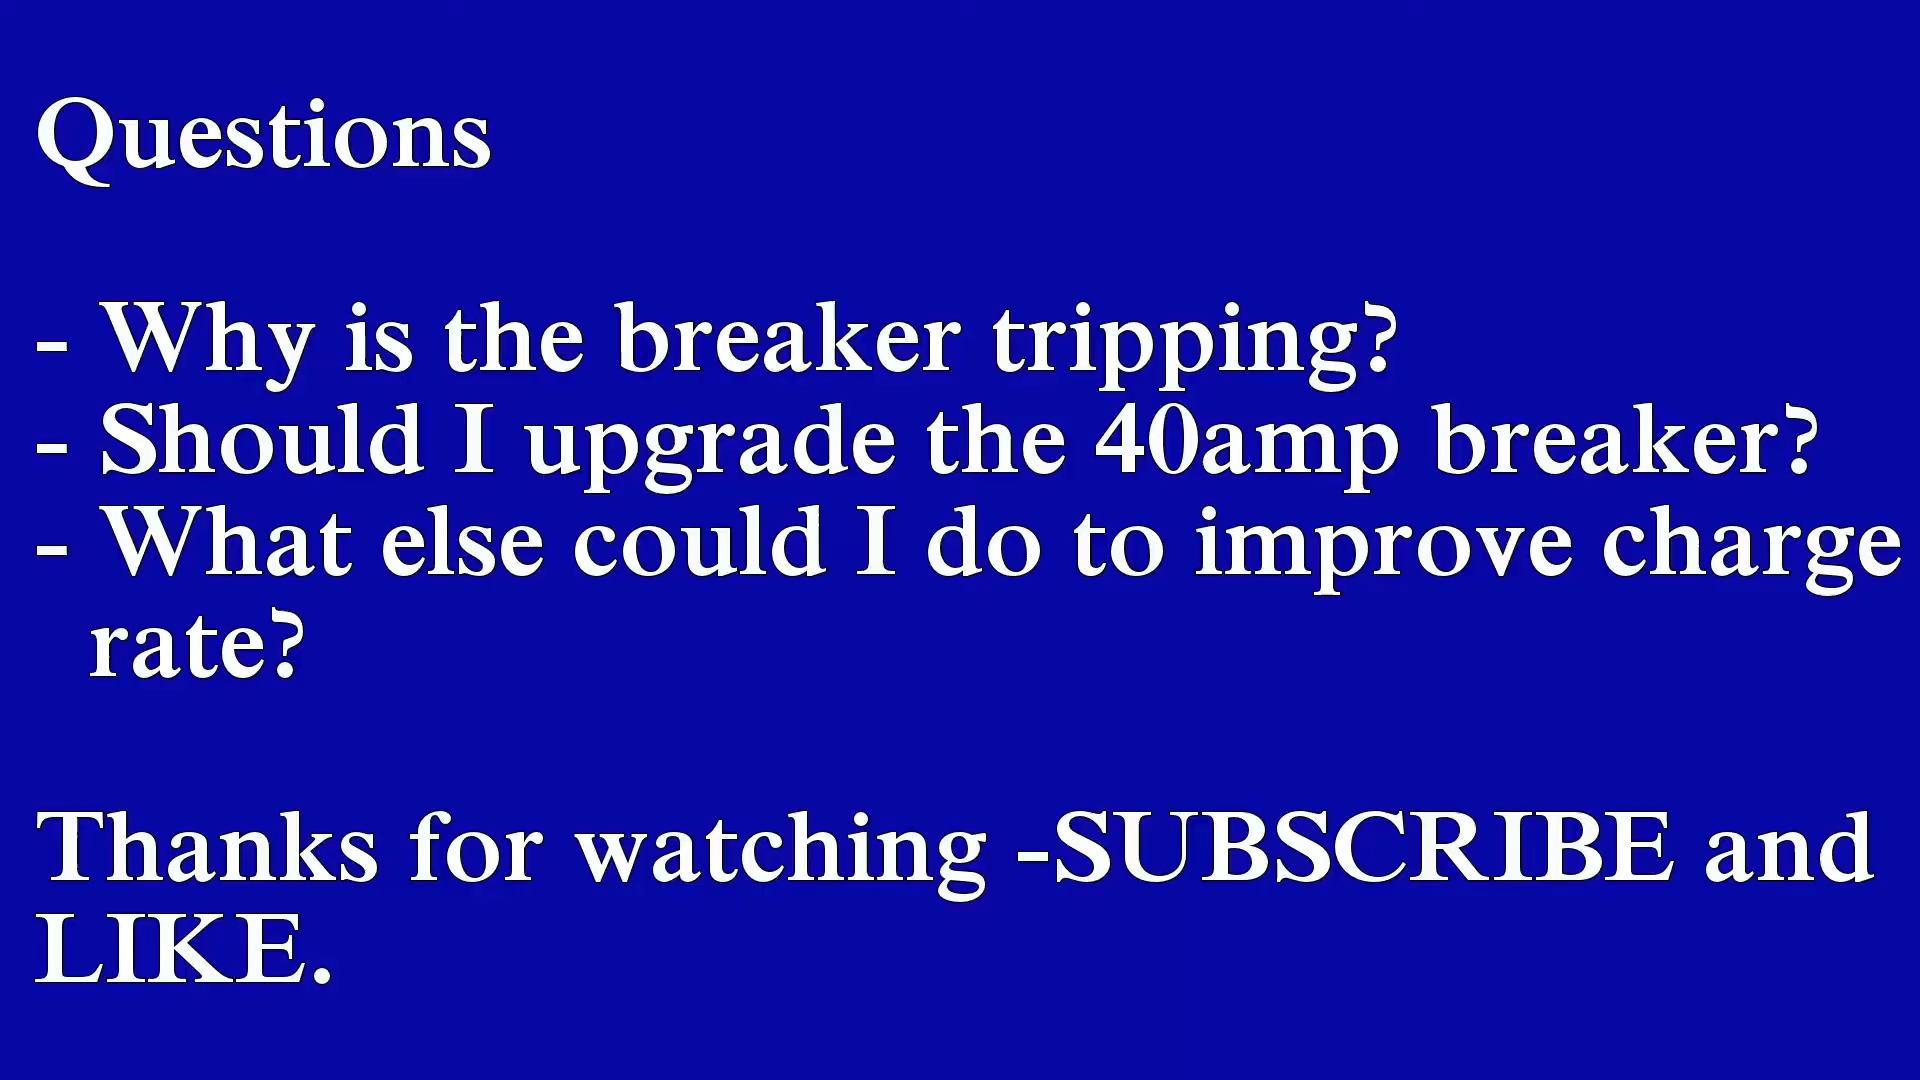 Questions
- Why is the breaker tripping?
- Should I upgrade the 40amp breaker?
- What else could I do to improve charge
rate?
Thanks for watching -SUBSCRIBE and
LIKE.